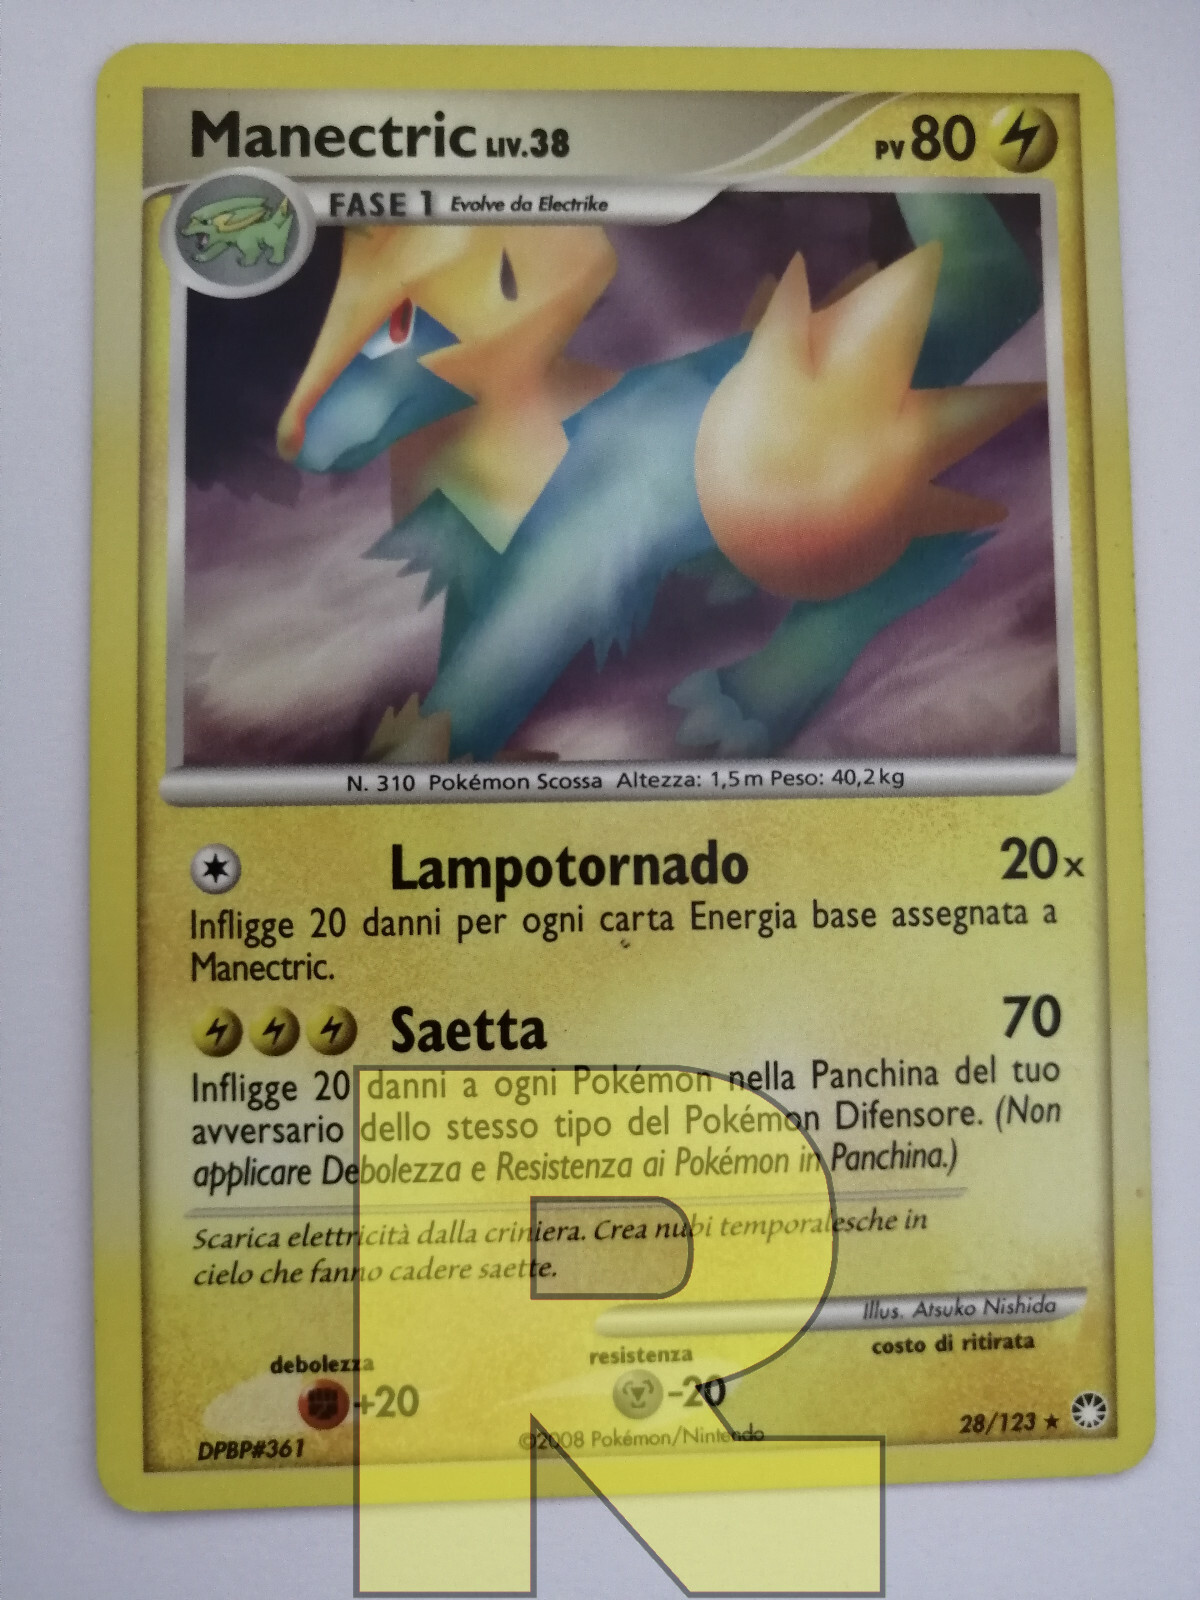 Manectric LIV.38 PV 80
FASE 1 Evolve da Electrike
N. 310 Pokémon Scossa Altezza: 1,5 m Peso: 40,2 kg
Lampotornado 20x
Infligge 20 danni per ogni carta Energia base assegnata a
Manectric.
Saetta 70
Infligge 20 danni a ogni Pokémon nella Panchina del tuo
avversario dello stesso tipo del Pokémon Difensore. (Non
applicare Debolezza e Resistenza ai Pokémon in Panchina.)
Scarica elettricità dalla criniera. Crea nubi temporalesche in
cielo che fanno cadere saette.
Illus. Atsuko Nishida
debolezza resistenza costo di ritirata
+20 -20
DPBP#361 ©2008 Pokémon/Nintendo 28/123
R